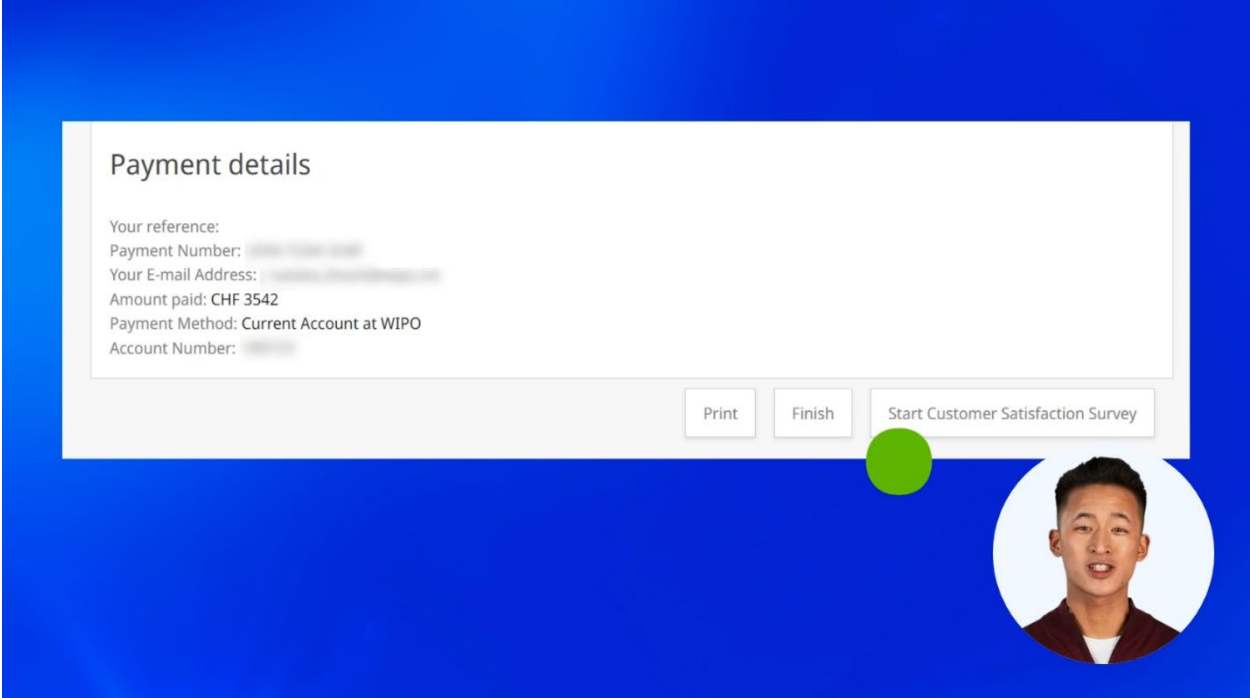 Payment details
Your reference:
Payment Number:
Your E-mail Address:
Amount paid: CHF 3542
Payment Method: Current Account at WIPO
Account Number:
Print
Finish
Start Customer Satisfaction Survey